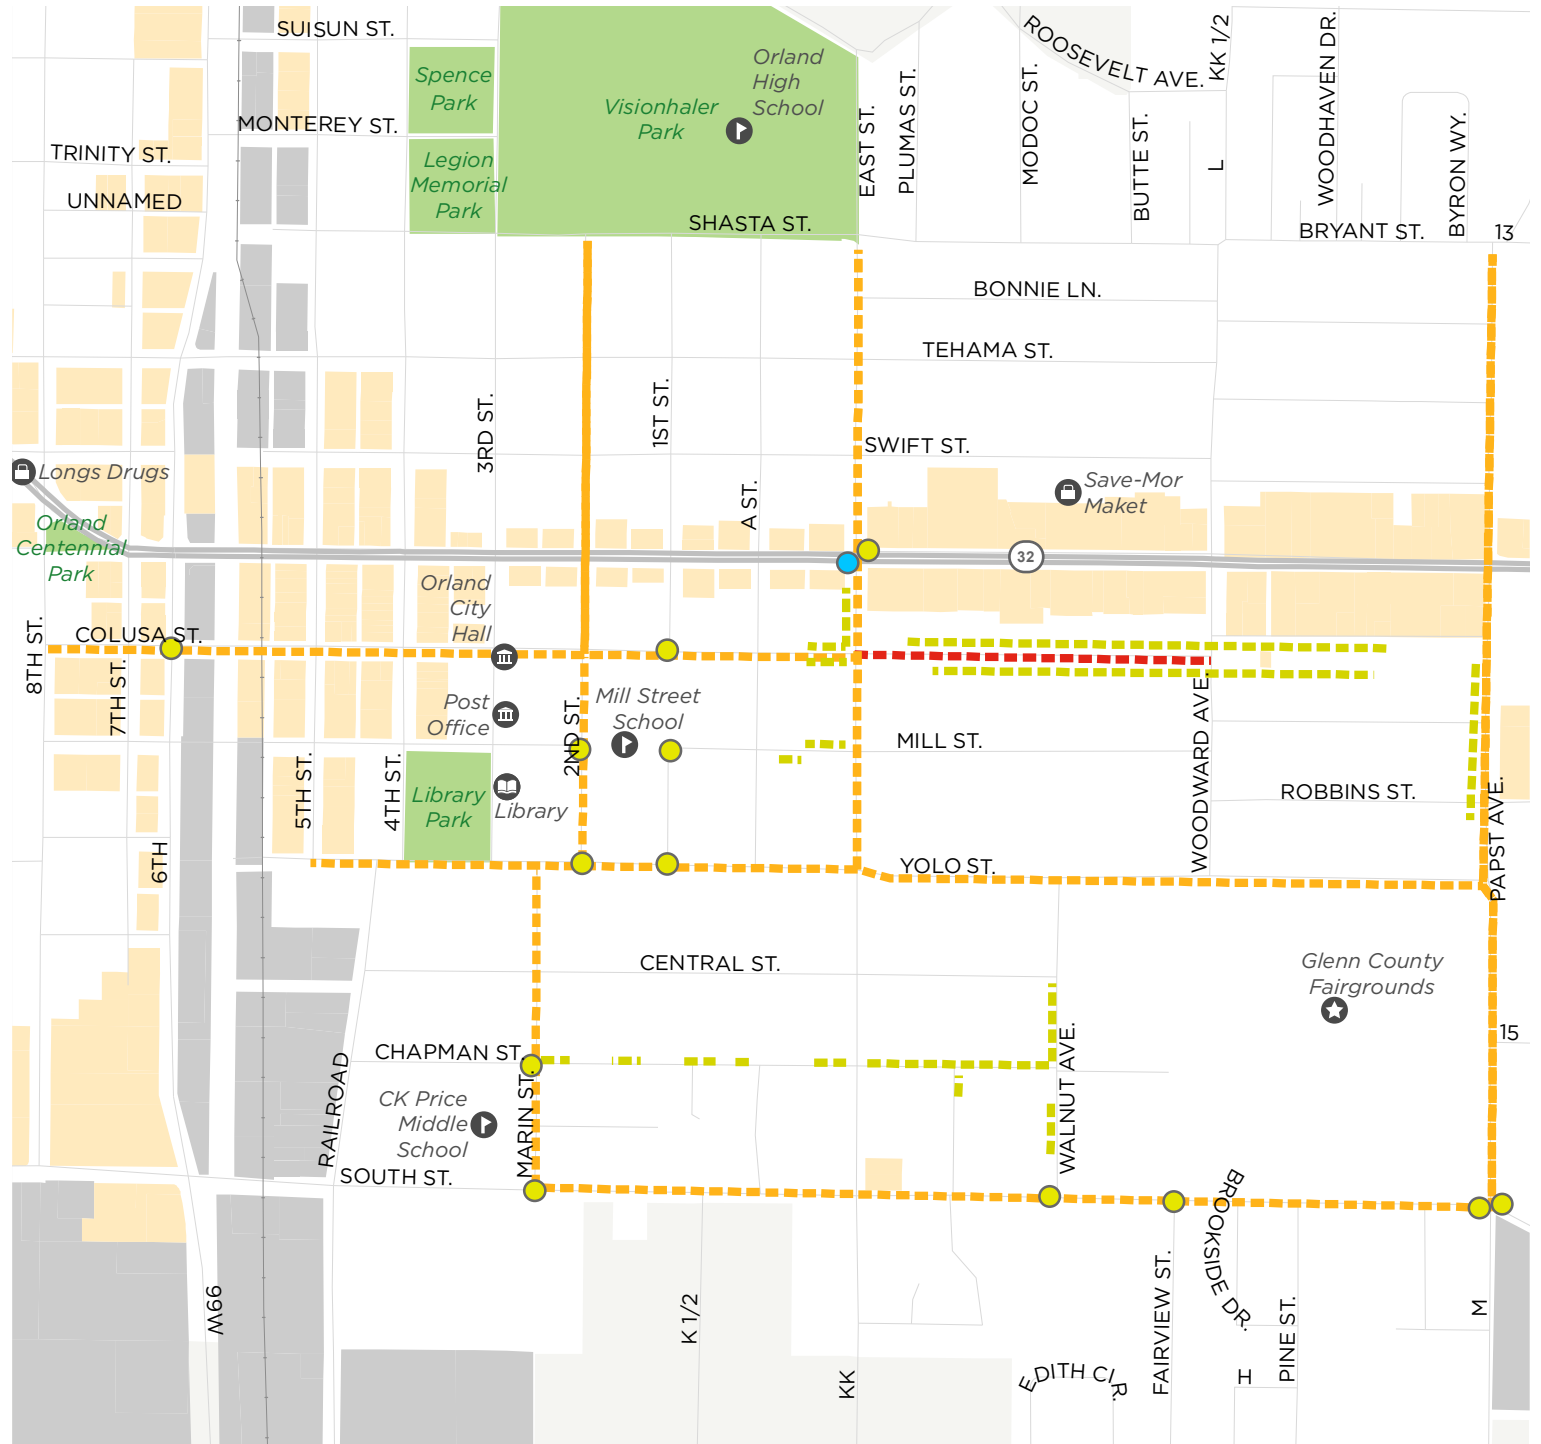 SUISUN ST.
Spence
Park
MONTEREY ST.
Legion
Memorial
Park
Visionhaler
Park
Orland
High
School
TRINITY ST.
UNNAMED
SHASTA ST.
EAST ST.
PLUMAS ST.
MODOC ST.
ROOSEVELT AVE.
BUTTE ST.
KK 1/2
L
WOODHAVEN DR.
BYRON WY.
BRYANT ST.
13
BONNIE LN.
TEHAMA ST.
SWIFT ST.
3RD ST.
1ST ST.
A ST.
Longs Drugs
Orland
Centennial
Park
Save-Mor
Maket
32
Orland
City
Hall
COLUSA ST.
8TH ST.
7TH ST.
Post
Office
Mill Street
School
2ND ST.
MILL ST.
WOODWARD AVE.
ROBBINS ST.
PAPST AVE.
5TH ST.
4TH ST.
Library
Park
Library
6TH
YOLO ST.
CENTRAL ST.
Glenn County
Fairgrounds
15
CHAPMAN ST.
RAILROAD
CK Price
Middle
School
MARIN ST.
WALNUT AVE.
SOUTH ST.
99W
K 1/2
KK
EDITH CIR.
FAIRVIEW ST.
BROOKSIDE DR.
H
PINE ST.
M